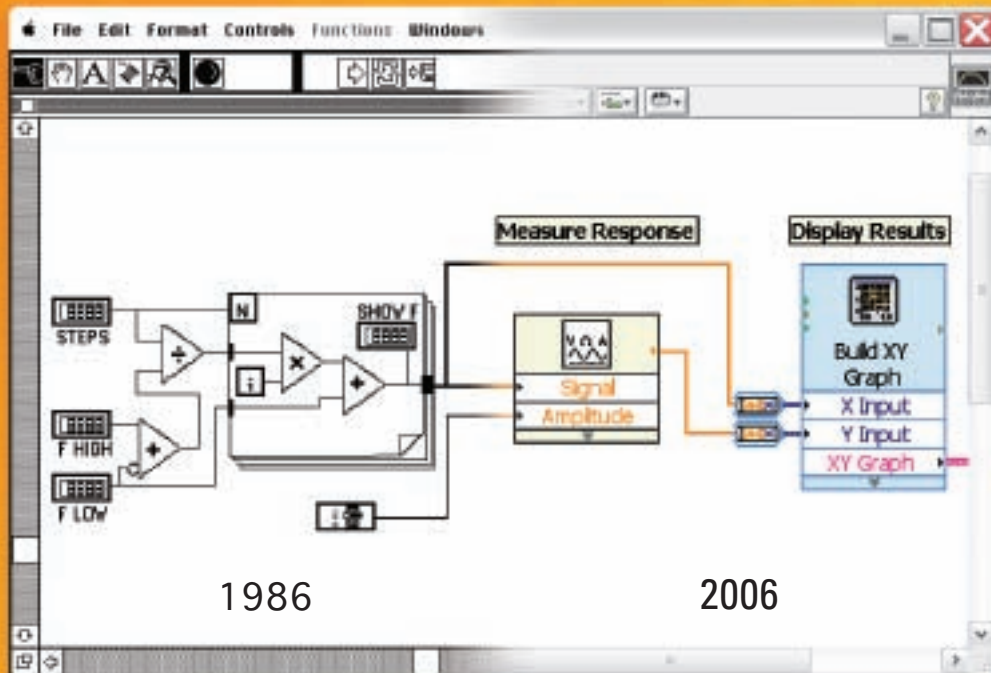 File Edit Format Controls Functions Windows
A
Measure Response
Display Results
N
SHOW F
STEPS
÷
Build XY
Graph
i
×
+
Signal
X Input
Amplitude
Y Input
F HIGH
+
XY Graph
F LOW
1986
2006